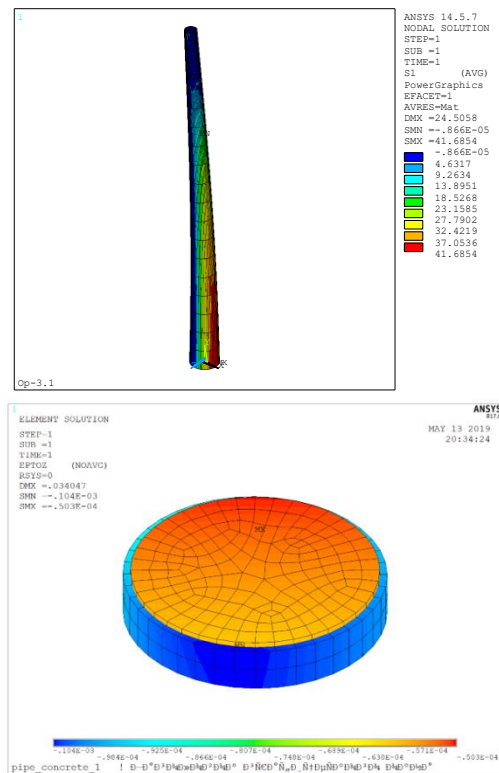 1
ANSYS 14.5.7
NODAL SOLUTION
STEP=1
SUB =1
TIME=1
S1 (AVG)
PowerGraphics
EFACET=1
AVRES=Mat
DMX =24.5058
SMN =-.866E-05
SMX =41.6854
-.866E-05
4.6317
9.2634
13.8951
18.5268
23.1585
27.7902
32.4219
37.0536
41.6854
Op-3.1
1
ELEMENT SOLUTION
STEP=1
SUB =1
TIME=1
EPTOZ (NOAVG)
RSYS=0
DMX =.034047
SMN =-.104E-03
SMX =-.503E-04
ANSYS
MAY 13 2019
20:34:24
MX
MN
-.104E-03 -.925E-04 -.807E-04 -.689E-04 -.571E-04
-.984E-04 -.866E-04 -.748E-04 -.630E-04 -.503E-04
pipe_concrete_1 !